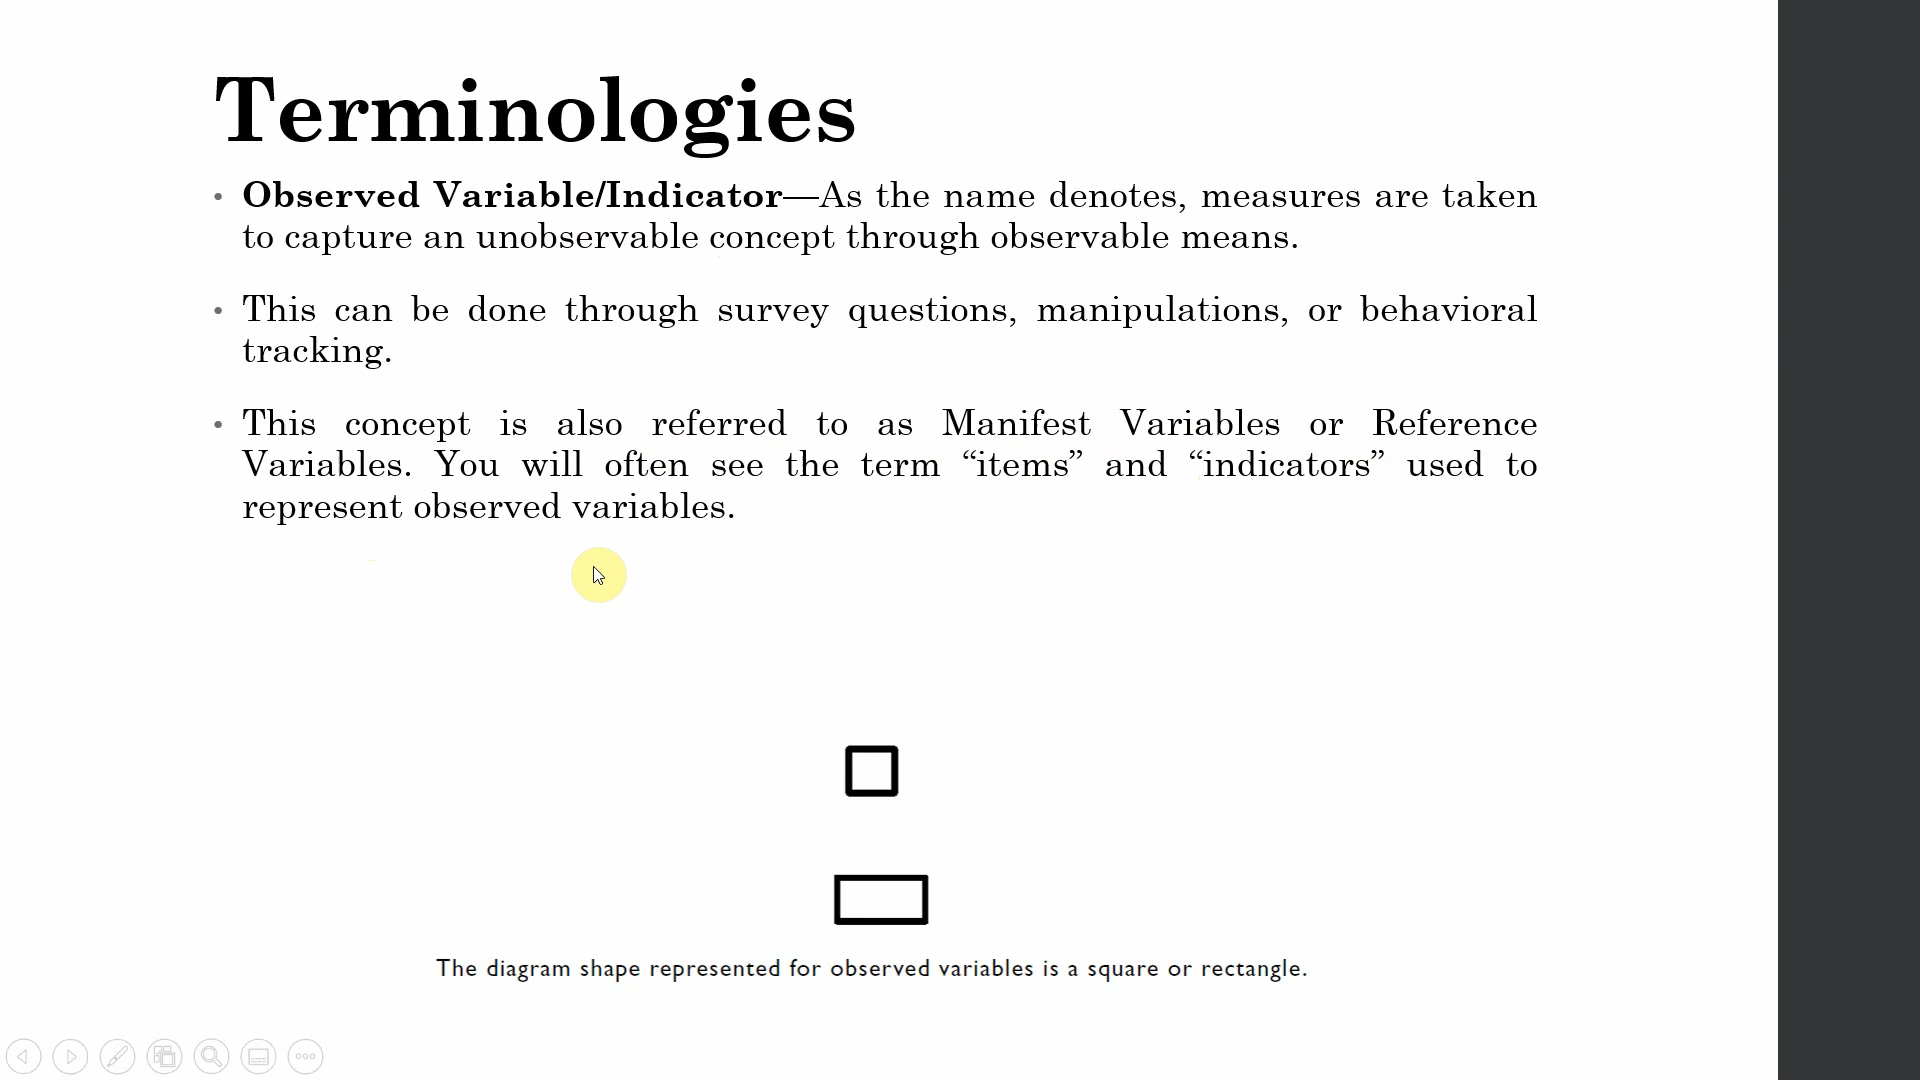 Terminologies
• Observed Variable/Indicator—As the name denotes, measures are taken
to capture an unobservable concept through observable means.
• This can be done through survey questions, manipulations, or behavioral
tracking.
• This concept is also referred to as Manifest Variables or Reference
Variables. You will often see the term “items” and “indicators” used to
represent observed variables.
The diagram shape represented for observed variables is a square or rectangle.